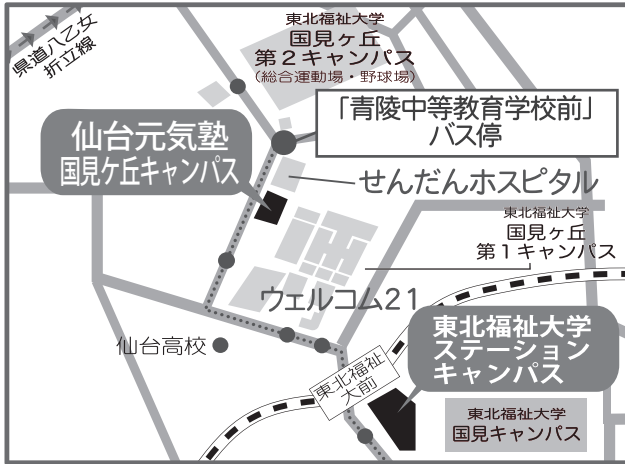 県道八乙女
折立線
東北福祉大学
国見ヶ丘
第２キャンパス
(総合運動場・野球場)
「青陵中等教育学校前」
バス停
仙台元気塾
国見ケ丘キャンパス
せんだんホスピタル
東北福祉大学
国見ヶ丘
第１キャンパス
ウェルコム21
東北福祉大学
ステーション
キャンパス
仙台高校
東北福祉
大前
東北福祉大学
国見キャンパス